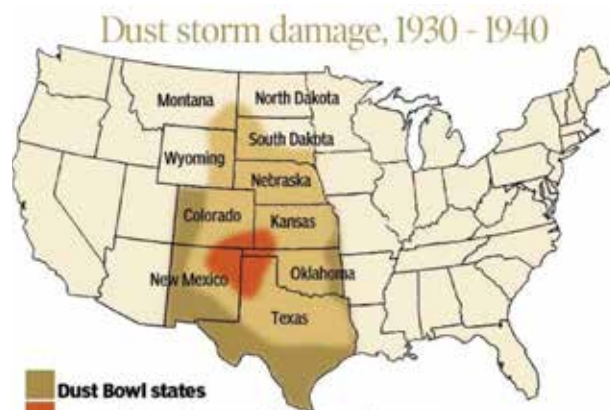 Dust storm damage, 1930 - 1940
Montana
North Dakota
South Dakota
Wyoming
Nebraska
Colorado
Kansas
New Mexico
Oklahoma
Texas
Dust Bowl states